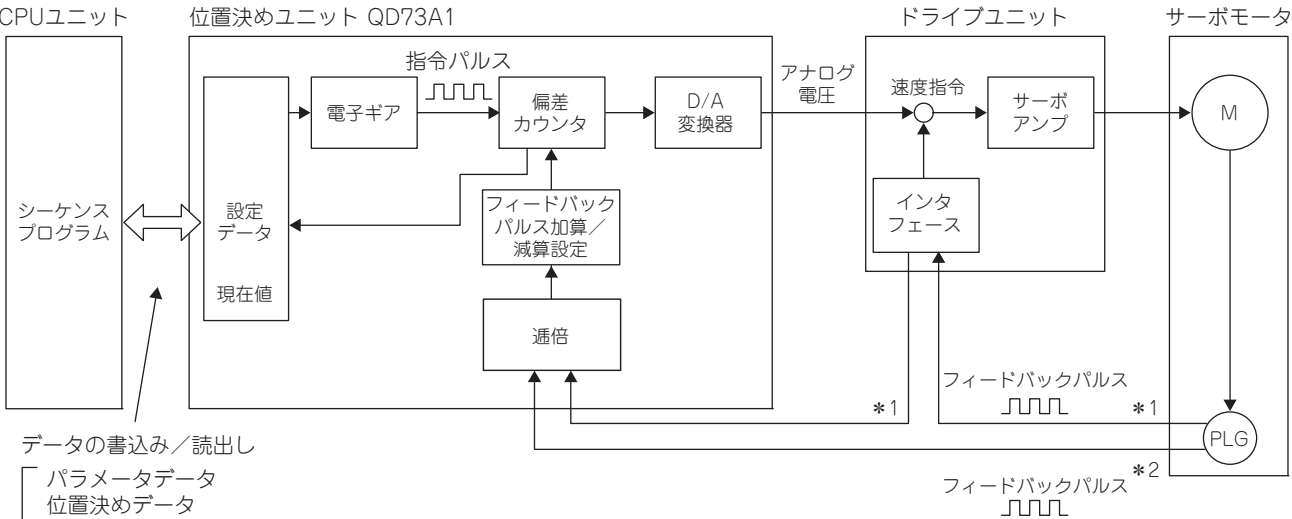 CPUユニット
位置決めユニット QD73A1
ドライブユニット
サーボモータ
指令パルス
アナログ
電圧
速度指令
電子ギア
偏差
カウンタ
D/A
変換器
サーボ
アンプ
M
シーケンス
プログラム
設定
データ
フィードバック
パルス加算／
減算設定
インタ
フェース
現在値
逓倍
フィードバックパルス
*1
*1
PLG
データの書込み／読出し
*2
パラメータデータ
位置決めデータ
フィードバックパルス